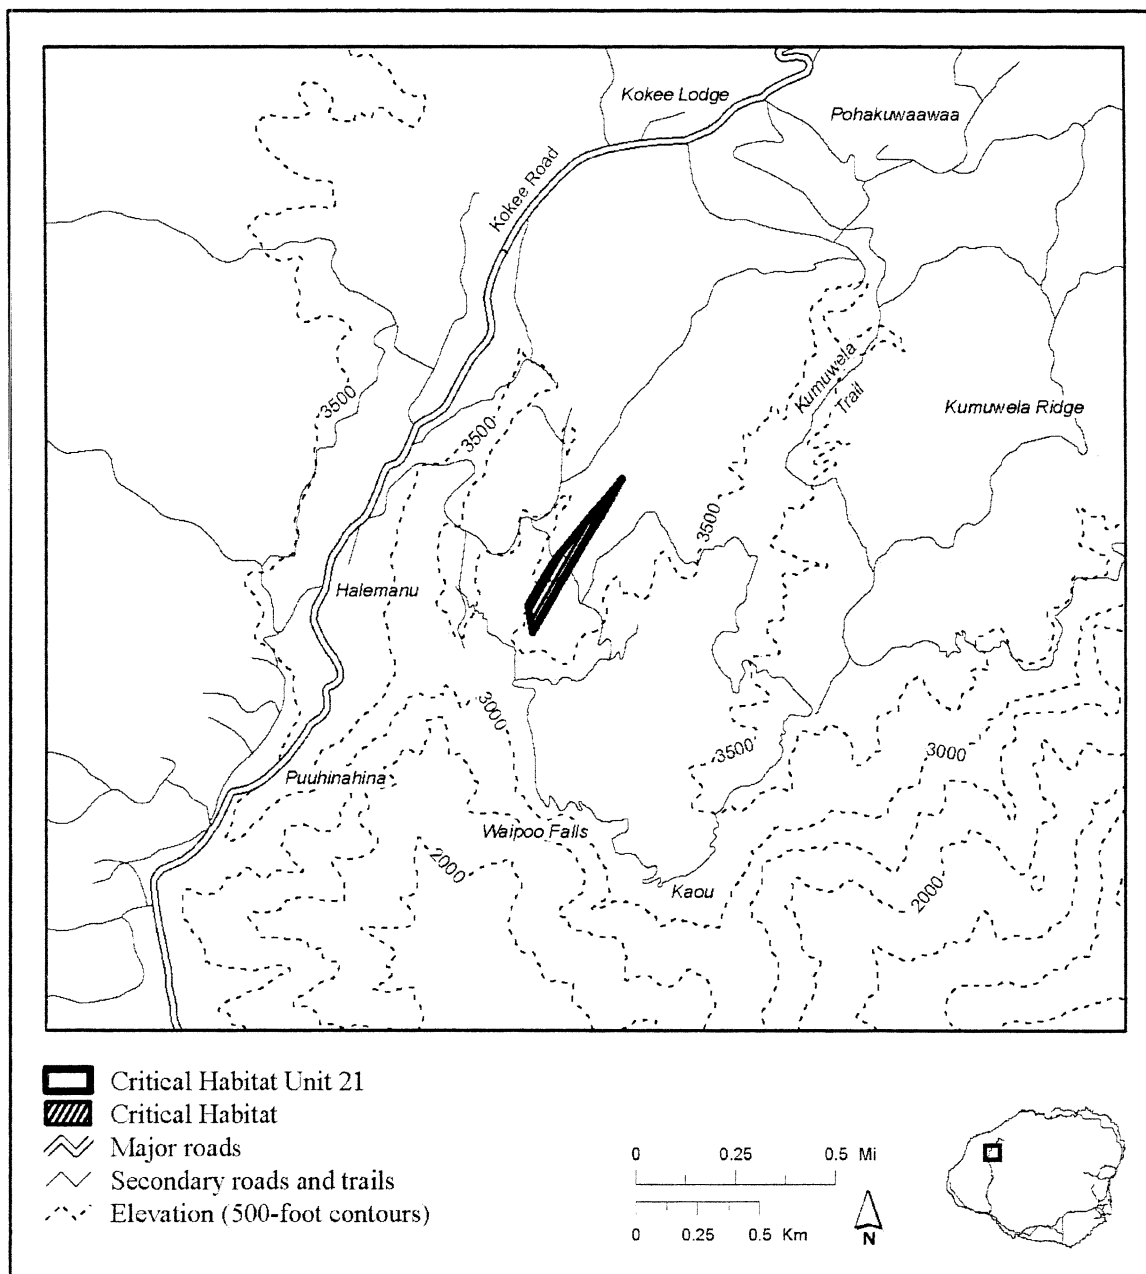 Kokee Lodge
Pohakuwaawaa
Kokee Road
3500
Kumuwela
Trail
Kumuwela Ridge
3500
3500
Halemanu
3000
3500
3000
Puuhinahina
Waipoo Falls
2000
Kaou
2000
Critical Habitat Unit 21
Critical Habitat
Major roads
Secondary roads and trails
Elevation (500-foot contours)
0 0.25 0.5 Mi
0 0.25 0.5 Km
N